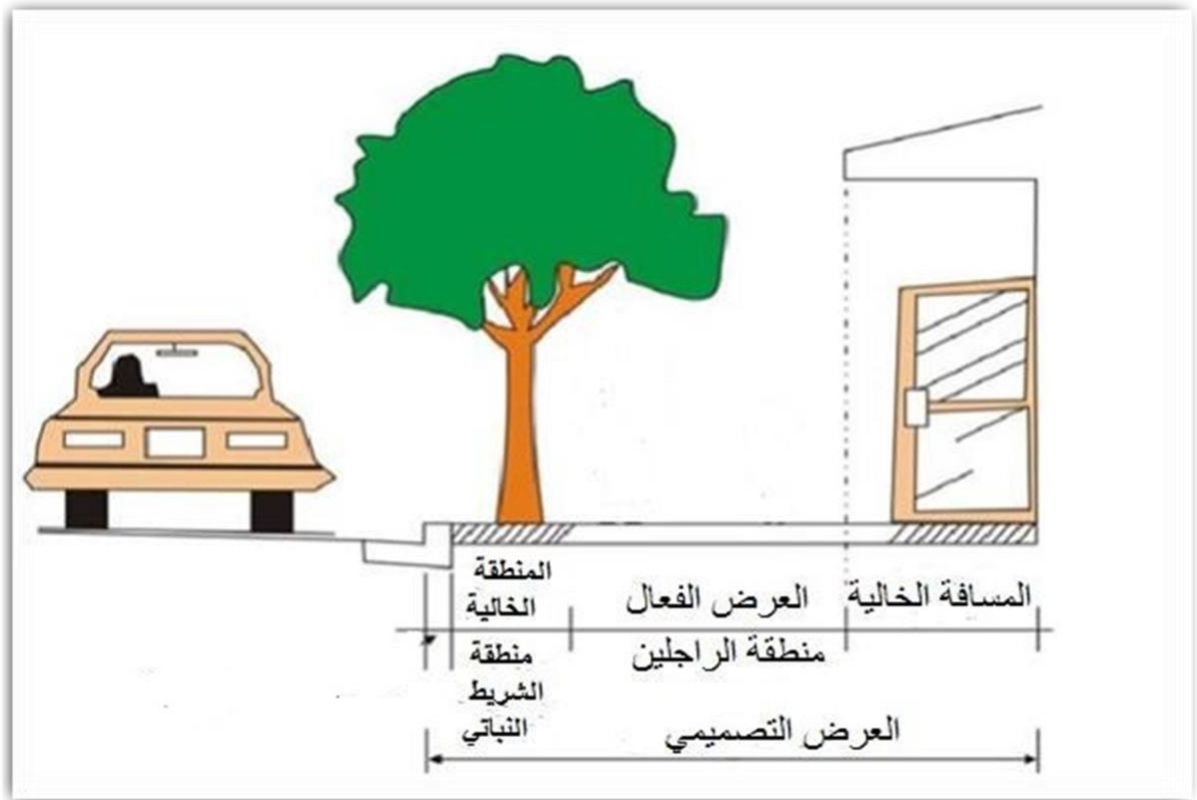 المسافة الخالية
العرض الفعال
المنطقة
الخالية
منطقة الراجلين
منطقة
الشريط
النباتي
العرض التصميمي